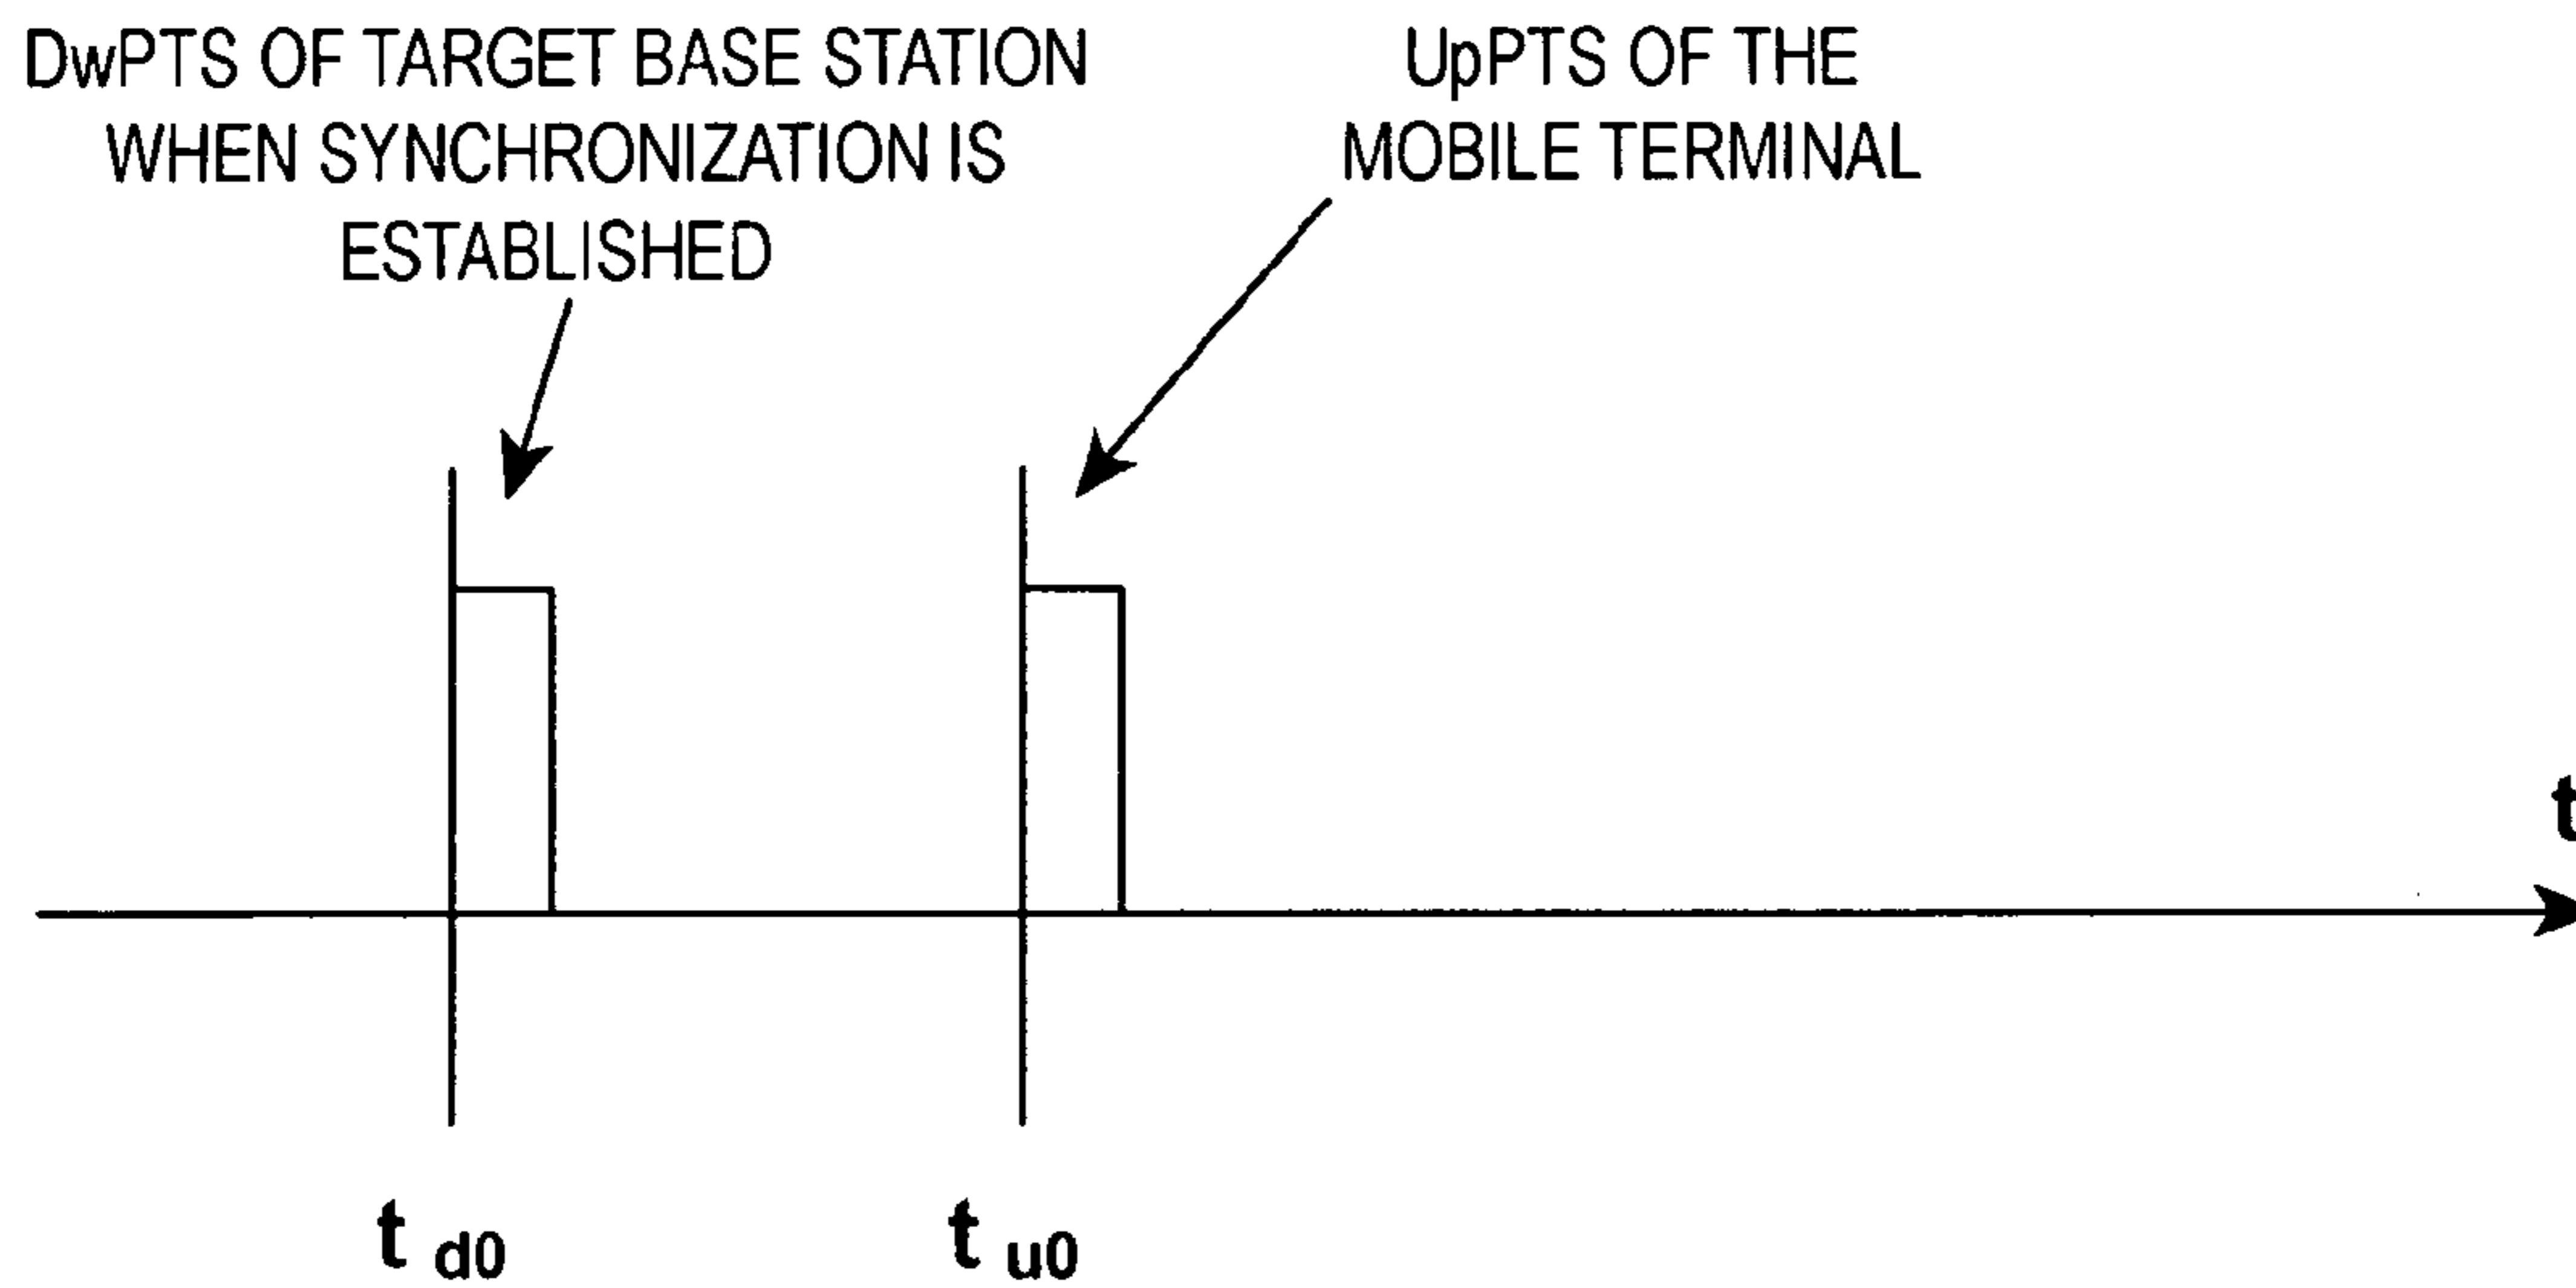 DwPTS OF TARGET BASE STATION
WHEN SYNCHRONIZATION IS
ESTABLISHED
UpPTS OF THE
MOBILE TERMINAL
t
t d0
t u0